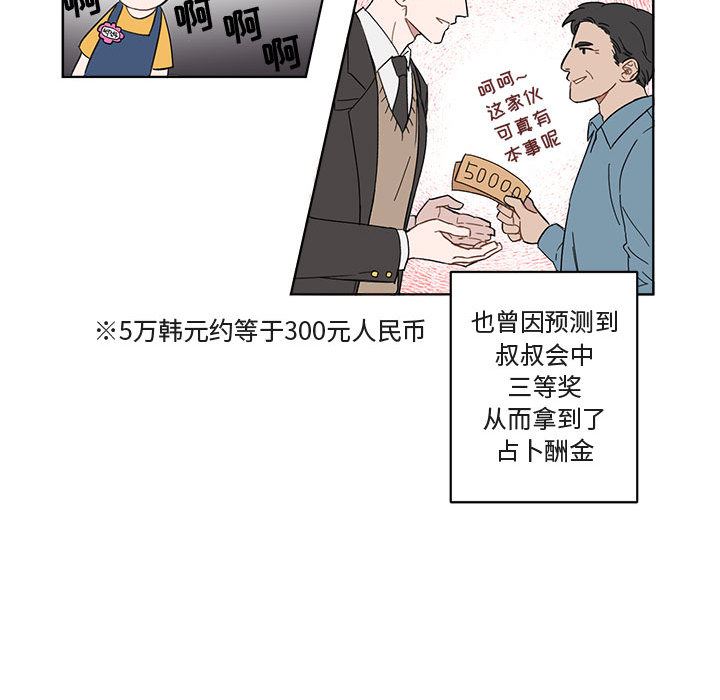 啊
啊
啊
啊
呵呵~
这家伙
可真有
本事呢
50000
※5万韩元约等于300元人民币
也曾因预测到
叔叔会中
三等奖
从而拿到了
占卜酬金